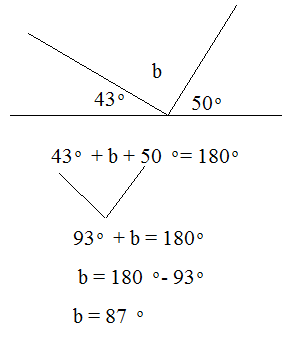 b
43° 50°
43° + b + 50 °= 180°
93° + b = 180°
b = 180 °- 93°
b = 87 °